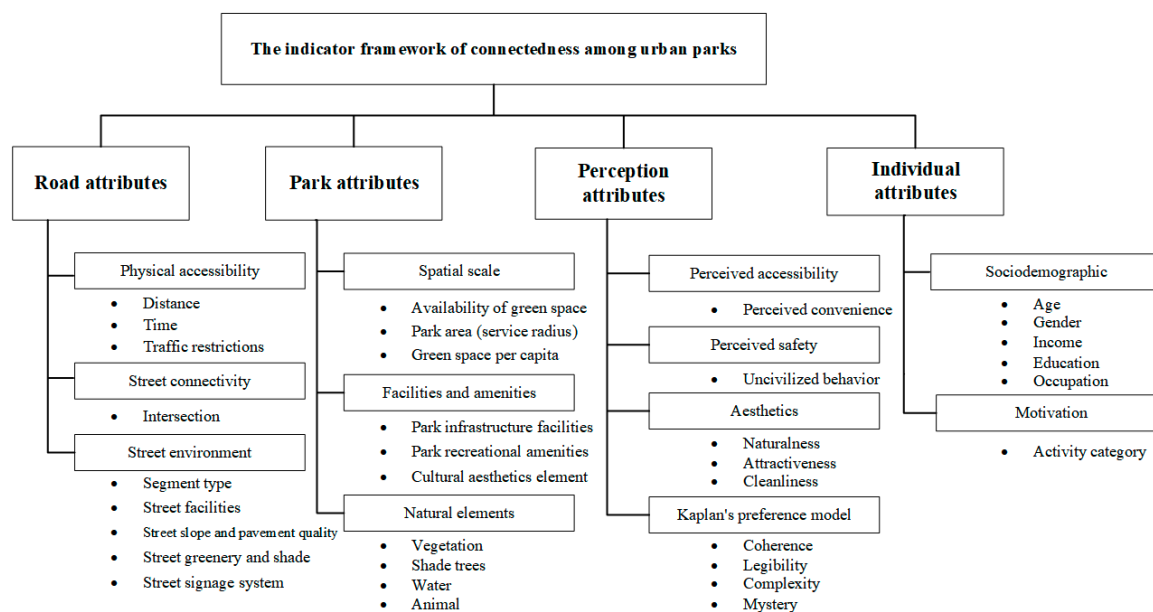 The indicator framework of connectedness among urban parks
Road attributes
Physical accessibility
• Distance
• Time
• Traffic restrictions
Street connectivity
• Intersection
Street environment
• Segment type
• Street facilities
• Street slope and pavement quality
• Street greenery and shade
• Street signage system
Park attributes
Spatial scale
• Availability of green space
• Park area (service radius)
• Green space per capita
Facilities and amenities
• Park infrastructure facilities
• Park recreational amenities
• Cultural aesthetics element
Natural elements
• Vegetation
• Shade trees
• Water
• Animal
Perception
attributes
Perceived accessibility
• Perceived convenience
Perceived safety
• Uncivilized behavior
Aesthetics
• Naturalness
• Attractiveness
• Cleanliness
Kaplan's preference model
• Coherence
• Legibility
• Complexity
• Mystery
Individual
attributes
Sociodemographic
• Age
• Gender
• Income
• Education
• Occupation
Motivation
• Activity category